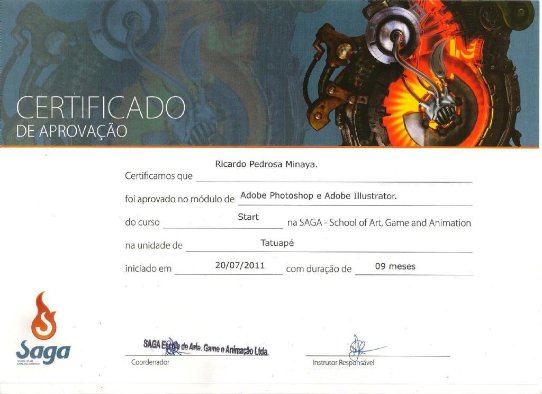 CERTIFICADO
DE APROVAÇÃO
Ricardo Pedrosa Minaya.
Certificamos que
foi aprovado no módulo de Adobe Photoshop e Adobe Illustrator.
do curso Start na SAGA - School of Art, Game and Animation
na unidade de Tatuapé
iniciado em 20/07/2011 com duração de 09 meses
Saga
SAGA Escola de Arte, Game e Animação Ltda.
Coordenador
Instrutor Responsável